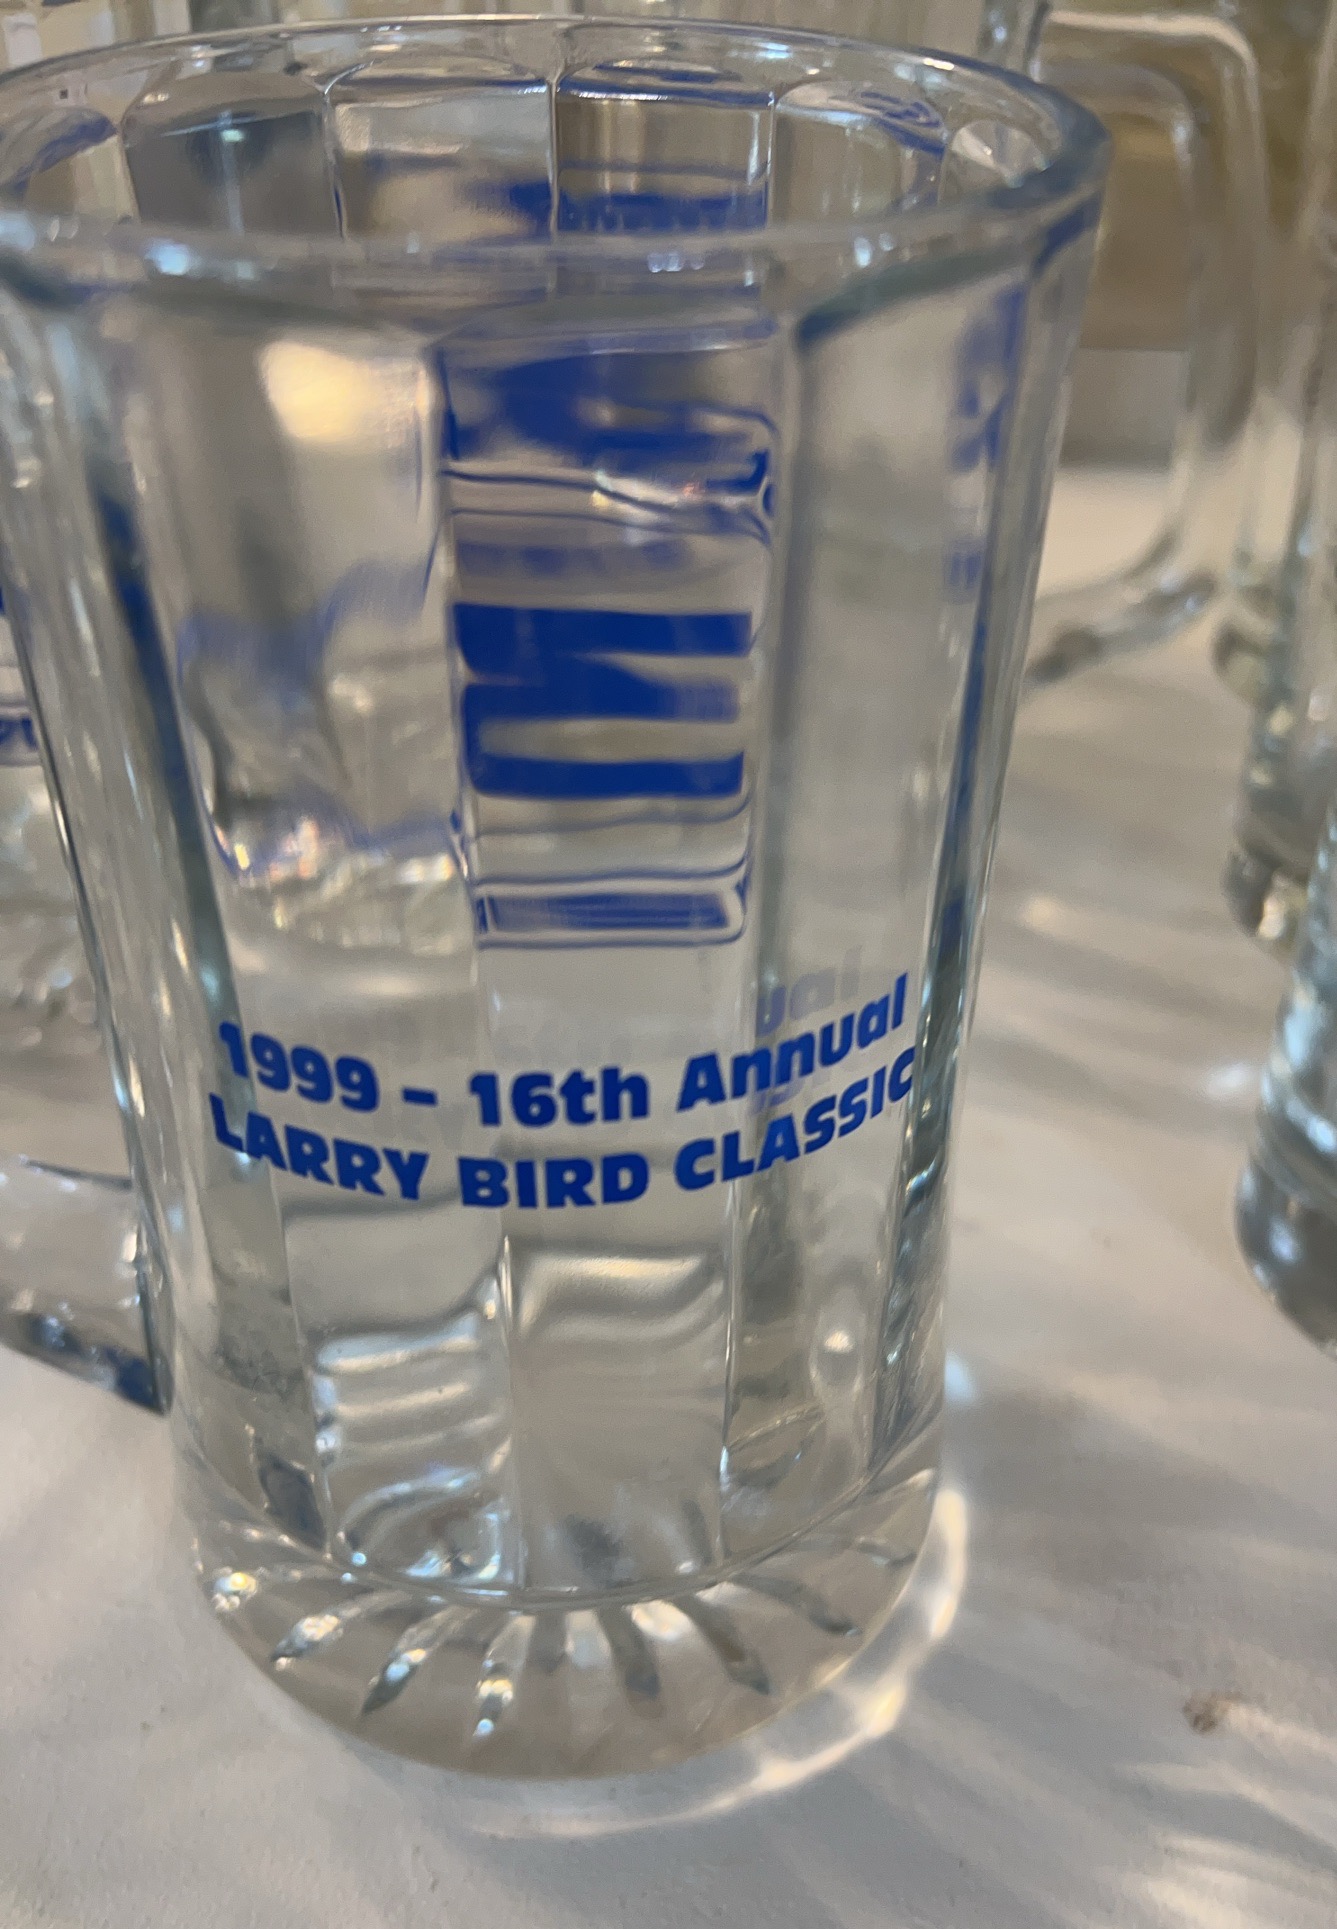 1999 – 16th Annual
LARRY BIRD CLASSIC